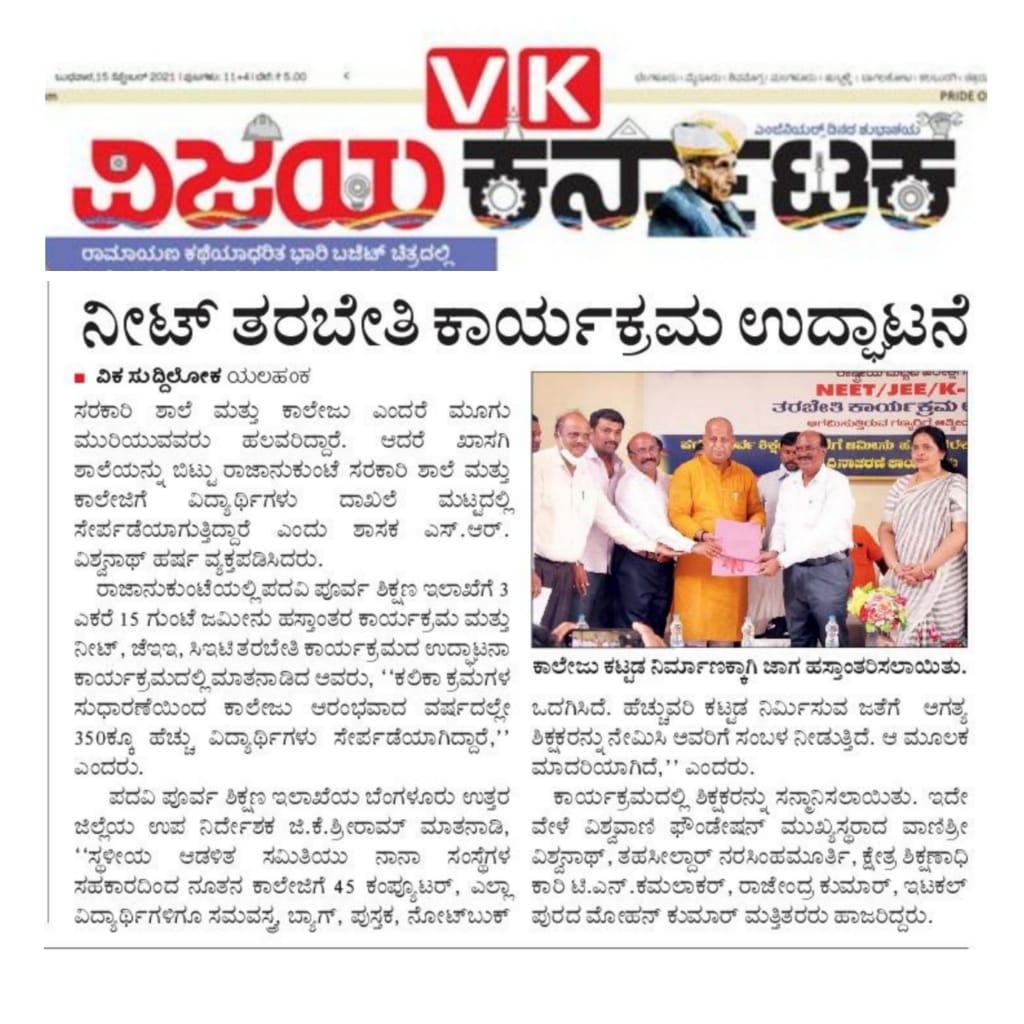 ಬುಧವಾರ, 15 ಸೆಪ್ಟೆಂಬರ್ 2021 | ಪುಟಗಳು: 11+4 | ಬೆಲೆ: ₹ 5.00
VK
PRIDE O
ಎಂಜಿನಿಯರ್ಸ್ ದಿನದ ಶುಭಾಶಯ
ವಿಜಯ ಕರ್ನಾಟಕ
ರಾಮಾಯಣ ಕಥೆಯಾಧರಿತ ಭಾರಿ ಬಜೆಟ್ ಚಿತ್ರದಲ್ಲಿ
ನೀಟ್ ತರಬೇತಿ ಕಾರ್ಯಕ್ರಮ ಉದ್ಘಾಟನೆ
■ ವಿಕ ಸುದ್ದಿಲೋಕ ಯಲಹಂಕ
ಸರಕಾರಿ ಶಾಲೆ ಮತ್ತು ಕಾಲೇಜು ಎಂದರೆ ಮೂಗು
ಮುರಿಯುವವರು ಹಲವರಿದ್ದಾರೆ. ಆದರೆ ಖಾಸಗಿ
ಶಾಲೆಯನ್ನು ಬಿಟ್ಟು ರಾಜಾನುಕುಂಟೆ ಸರಕಾರಿ ಶಾಲೆ ಮತ್ತು
ಕಾಲೇಜಿಗೆ ವಿದ್ಯಾರ್ಥಿಗಳು ದಾಖಲೆ ಮಟ್ಟದಲ್ಲಿ
ಸೇರ್ಪಡೆಯಾಗುತ್ತಿದ್ದಾರೆ ಎಂದು ಶಾಸಕ ಎಸ್.ಆರ್.
ವಿಶ್ವನಾಥ್ ಹರ್ಷ ವ್ಯಕ್ತಪಡಿಸಿದರು.
ರಾಜಾನುಕುಂಟೆಯಲ್ಲಿ ಪದವಿ ಪೂರ್ವ ಶಿಕ್ಷಣ ಇಲಾಖೆಗೆ 3
ಎಕರೆ 15 ಗುಂಟೆ ಜಮೀನು ಹಸ್ತಾಂತರ ಕಾರ್ಯಕ್ರಮ ಮತ್ತು
ನೀಟ್, ಜೆಇಇ, ಸಿಇಟಿ ತರಬೇತಿ ಕಾರ್ಯಕ್ರಮದ ಉದ್ಘಾಟನಾ
ಕಾರ್ಯಕ್ರಮದಲ್ಲಿ ಮಾತನಾಡಿದ ಅವರು, ‘‘ಕಲಿಕಾ ಕ್ರಮಗಳ
ಸುಧಾರಣೆಯಿಂದ ಕಾಲೇಜು ಆರಂಭವಾದ ವರ್ಷದಲ್ಲೇ
350ಕ್ಕೂ ಹೆಚ್ಚು ವಿದ್ಯಾರ್ಥಿಗಳು ಸೇರ್ಪಡೆಯಾಗಿದ್ದಾರೆ,’’
ಎಂದರು.
ಪದವಿ ಪೂರ್ವ ಶಿಕ್ಷಣ ಇಲಾಖೆಯ ಬೆಂಗಳೂರು ಉತ್ತರ
ಜಿಲ್ಲೆಯ ಉಪ ನಿರ್ದೇಶಕ ಜಿ.ಕೆ.ಶ್ರೀರಾಮ್ ಮಾತನಾಡಿ,
‘‘ಸ್ಥಳೀಯ ಆಡಳಿತ ಸಮಿತಿಯು ನಾನಾ ಸಂಸ್ಥೆಗಳ
ಸಹಕಾರದಿಂದ ನೂತನ ಕಾಲೇಜಿಗೆ 45 ಕಂಪ್ಯೂಟರ್, ಎಲ್ಲಾ
ವಿದ್ಯಾರ್ಥಿಗಳಿಗೂ ಸಮವಸ್ತ್ರ, ಬ್ಯಾಗ್, ಪುಸ್ತಕ, ನೋಟ್‌ಬುಕ್
NEET/JEE/K-
ತರಬೇತಿ ಕಾರ್ಯಕ್ರಮ
ಕಾಲೇಜು ಕಟ್ಟಡ ನಿರ್ಮಾಣಕ್ಕಾಗಿ ಜಾಗ ಹಸ್ತಾಂತರಿಸಲಾಯಿತು.
ಒದಗಿಸಿದೆ. ಹೆಚ್ಚುವರಿ ಕಟ್ಟಡ ನಿರ್ಮಿಸುವ ಜತೆಗೆ ಅಗತ್ಯ
ಶಿಕ್ಷಕರನ್ನು ನೇಮಿಸಿ ಅವರಿಗೆ ಸಂಬಳ ನೀಡುತ್ತಿದೆ. ಆ ಮೂಲಕ
ಮಾದರಿಯಾಗಿದೆ,’’ ಎಂದರು.
ಕಾರ್ಯಕ್ರಮದಲ್ಲಿ ಶಿಕ್ಷಕರನ್ನು ಸನ್ಮಾನಿಸಲಾಯಿತು. ಇದೇ
ವೇಳೆ ವಿಶ್ವವಾಣಿ ಫೌಂಡೇಷನ್ ಮುಖ್ಯಸ್ಥರಾದ ವಾಣಿಶ್ರೀ
ವಿಶ್ವನಾಥ್, ತಹಸೀಲ್ದಾರ್ ನರಸಿಂಹಮೂರ್ತಿ, ಕ್ಷೇತ್ರ ಶಿಕ್ಷಣಾಧಿ
ಕಾರಿ ಟಿ.ಎನ್.ಕಮಲಾಕರ್, ರಾಜೇಂದ್ರ ಕುಮಾರ್, ಇಟಕಲ್
ಪುರದ ಮೋಹನ್ ಕುಮಾರ್ ಮತ್ತಿತರರು ಹಾಜರಿದ್ದರು.